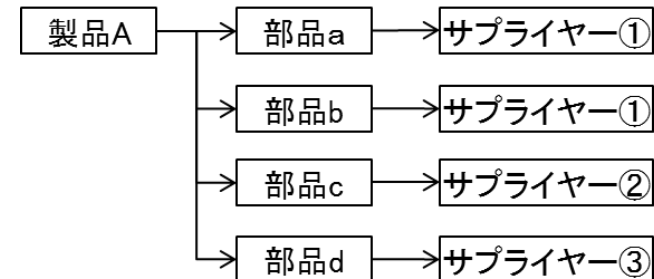 製品A 部品a サプライヤー①
部品b サプライヤー①
部品c サプライヤー②
部品d サプライヤー③